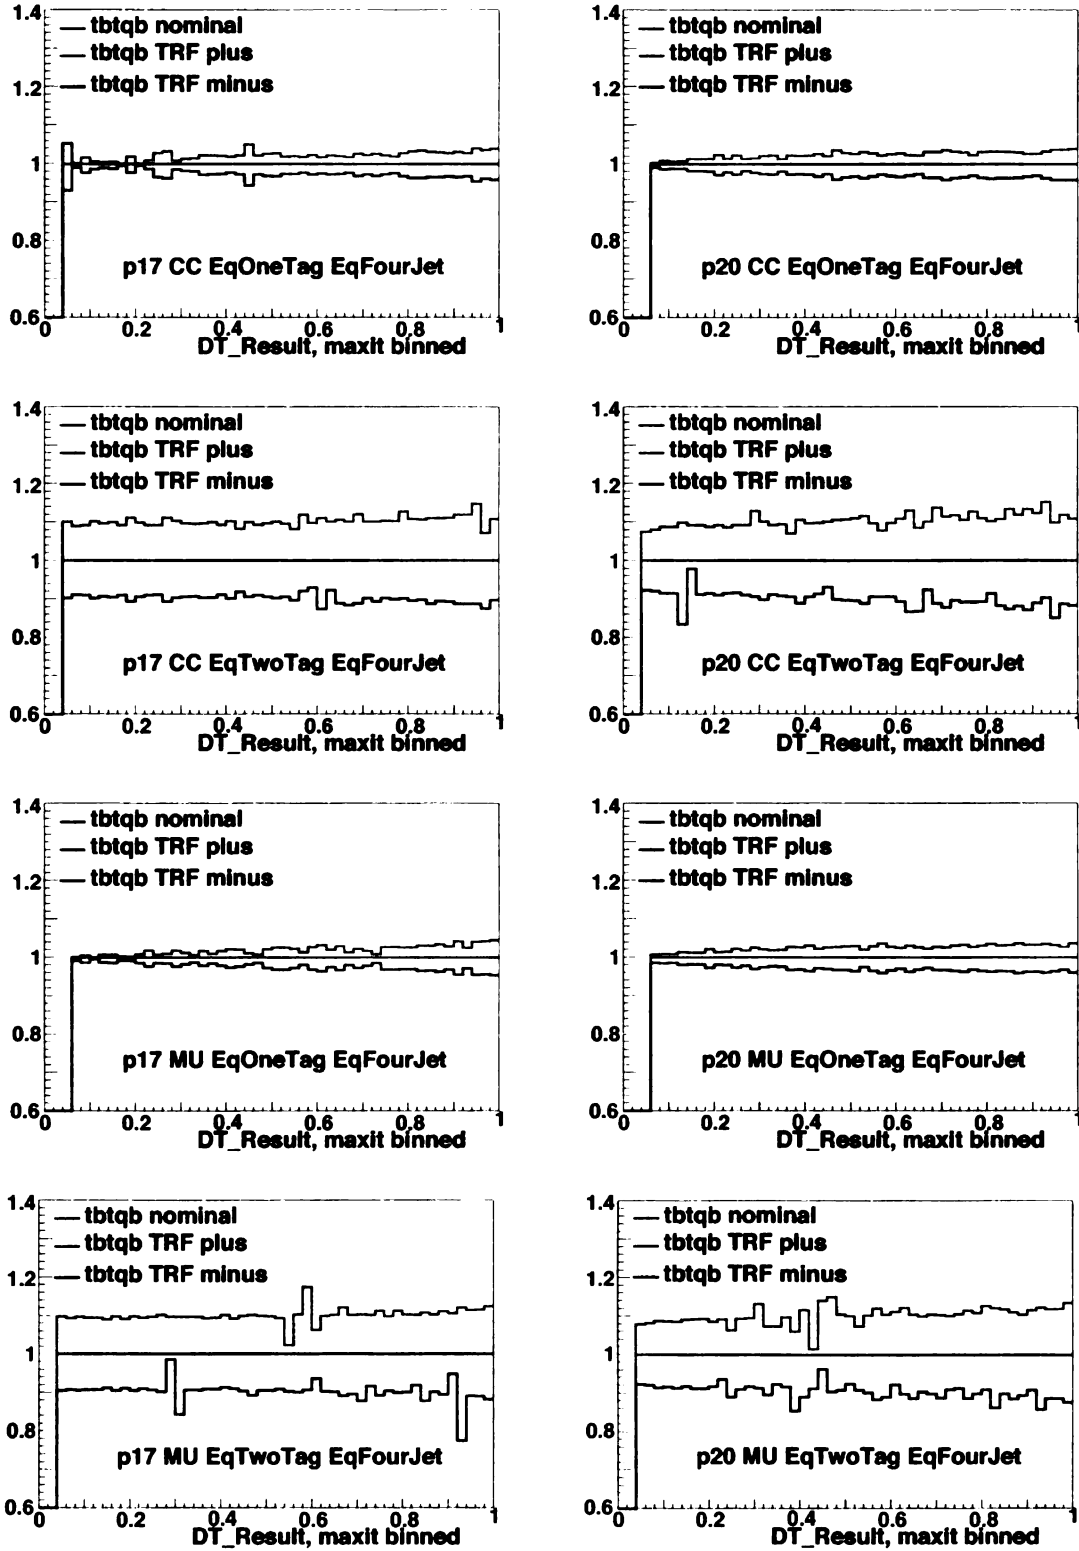 1.4
tbtqb nominal
tbtqb TRF plus
1.2
tbtqb TRF minus
1
0.8
p17 CC EqOneTag EqFourJet
0.6
0 0.2 0.4 0.6 0.8 1
DT_Result, maxit binned
1.4
tbtqb nominal
tbtqb TRF plus
1.2
tbtqb TRF minus
1
0.8
p20 CC EqOneTag EqFourJet
0.6
0 0.2 0.4 0.6 0.8 1
DT_Result, maxit binned
1.4
tbtqb nominal
tbtqb TRF plus
1.2
tbtqb TRF minus
1
0.8
p17 CC EqTwoTag EqFourJet
0.6
0 0.2 0.4 0.6 0.8 1
DT_Result, maxit binned
1.4
tbtqb nominal
tbtqb TRF plus
1.2
tbtqb TRF minus
1
0.8
p20 CC EqTwoTag EqFourJet
0.6
0 0.2 0.4 0.6 0.8 1
DT_Result, maxit binned
1.4
tbtqb nominal
tbtqb TRF plus
1.2
tbtqb TRF minus
1
0.8
p17 MU EqOneTag EqFourJet
0.6
0 0.2 0.4 0.6 0.8 1
DT_Result, maxit binned
1.4
tbtqb nominal
tbtqb TRF plus
1.2
tbtqb TRF minus
1
0.8
p20 MU EqOneTag EqFourJet
0.6
0 0.2 0.4 0.6 0.8 1
DT_Result, maxit binned
1.4
tbtqb nominal
tbtqb TRF plus
1.2
tbtqb TRF minus
1
0.8
p17 MU EqTwoTag EqFourJet
0.6
0 0.2 0.4 0.6 0.8 1
DT_Result, maxit binned
1.4
tbtqb nominal
tbtqb TRF plus
1.2
tbtqb TRF minus
1
0.8
p20 MU EqTwoTag EqFourJet
0.6
0 0.2 0.4 0.6 0.8 1
DT_Result, maxit binned